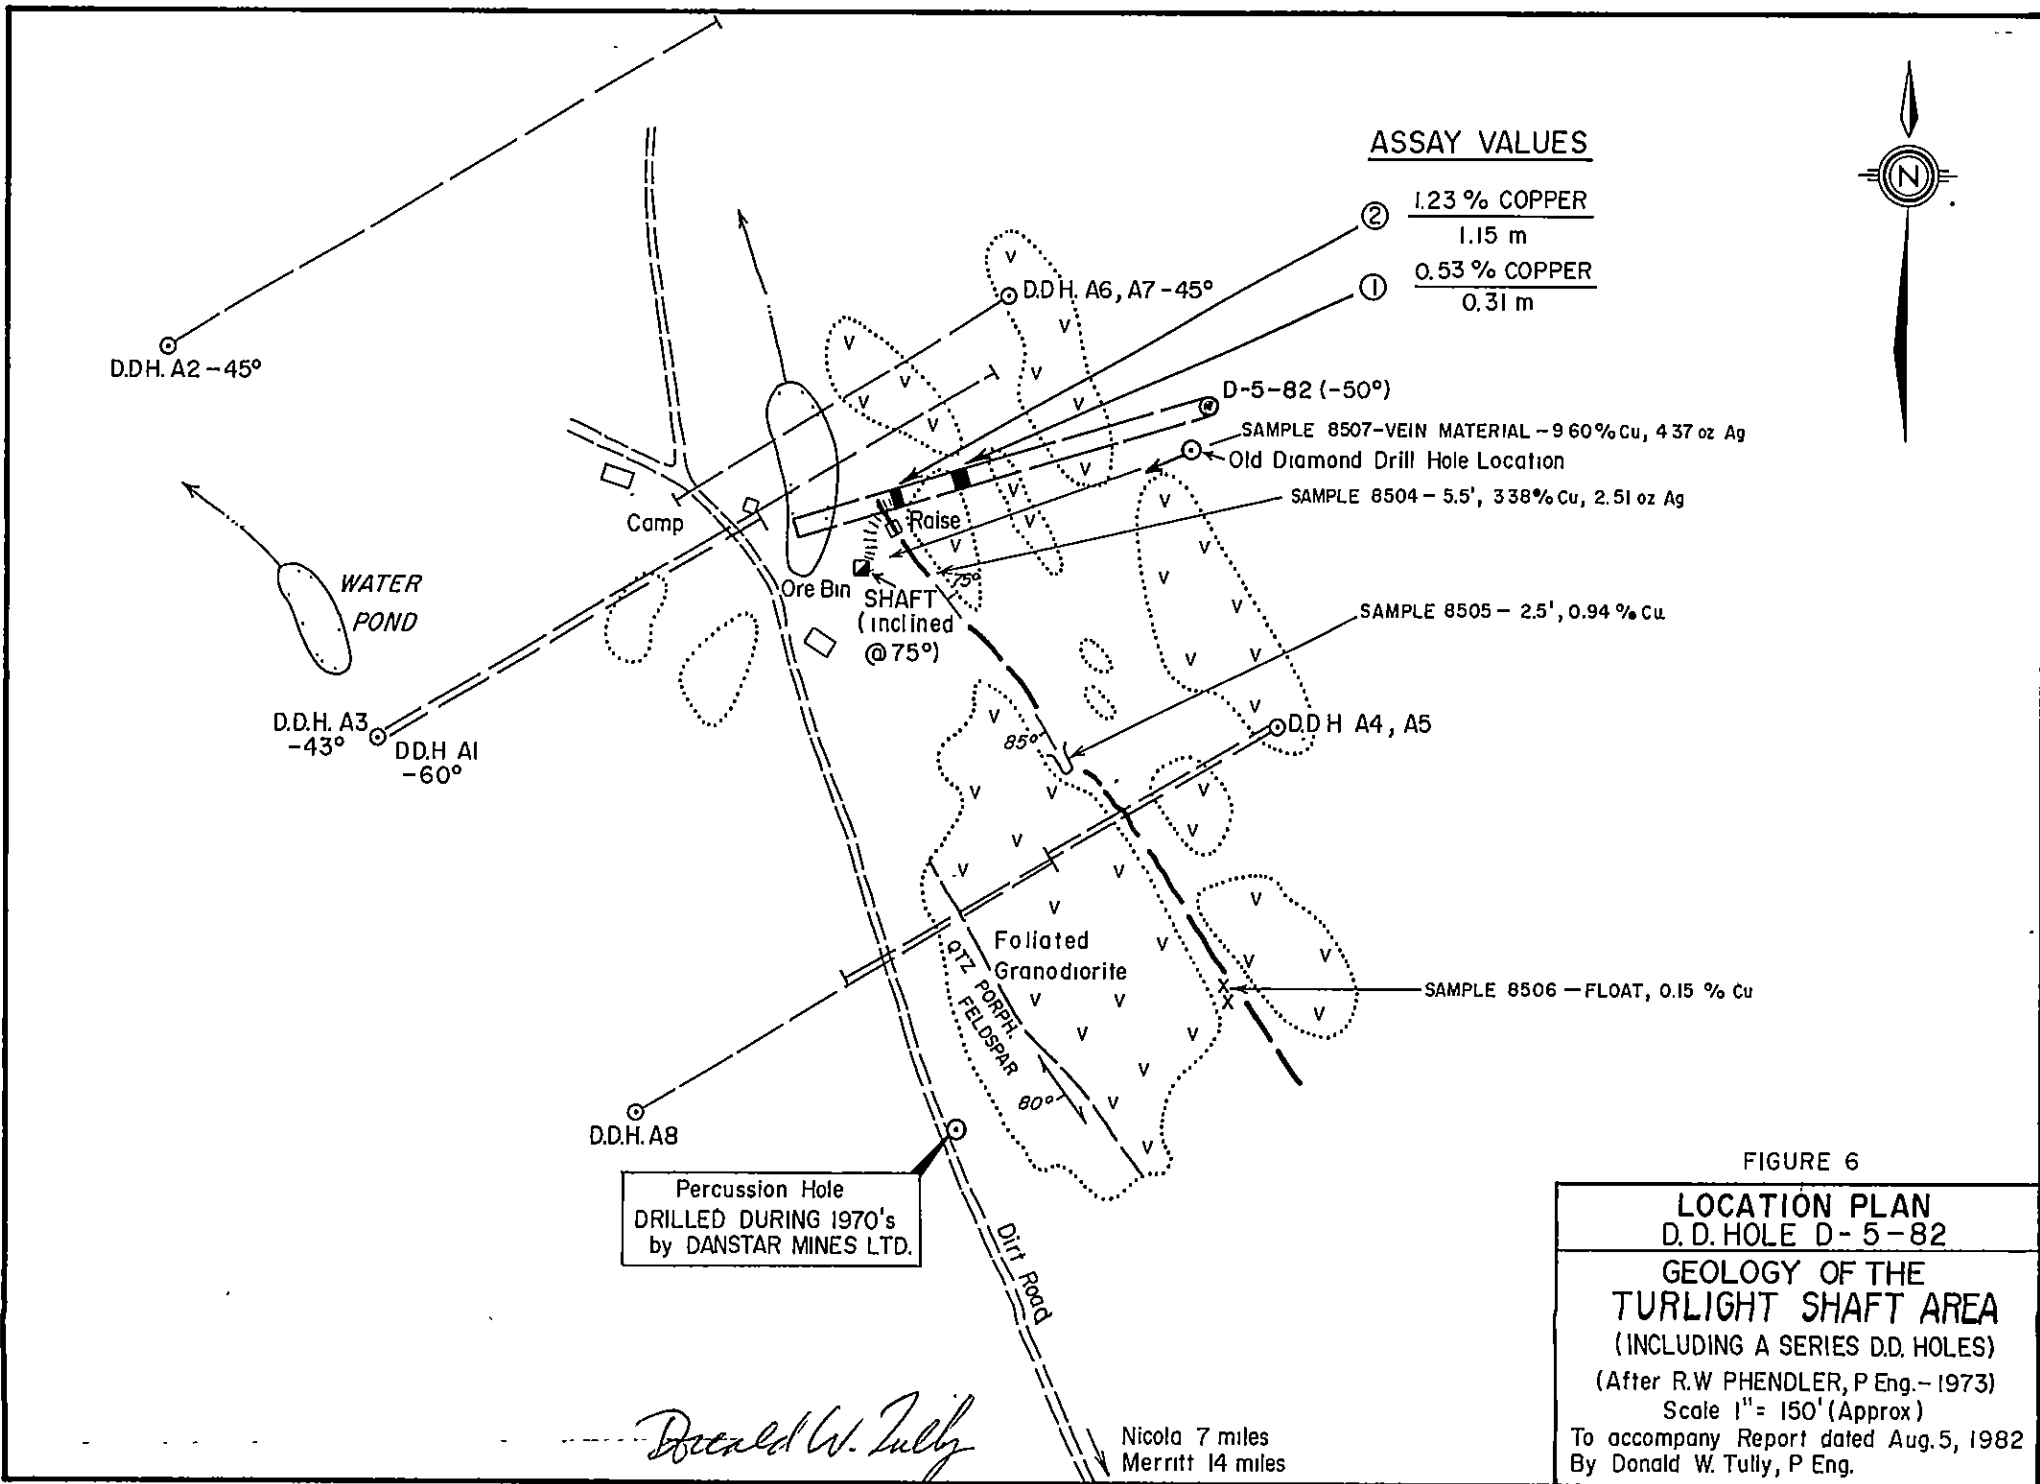 ASSAY VALUES
② 1.23 % COPPER
1.15 m
① 0.53 % COPPER
0.31 m
N
D.D.H. A6, A7 -45°
D.D.H. A2 -45°
D-5-82 (-50°)
SAMPLE 8507-VEIN MATERIAL - 9 60% Cu, 4 37 oz Ag
Old Diamond Drill Hole Location
SAMPLE 8504 - 5.5', 3 38% Cu, 2.51 oz Ag
Camp
Raise
WATER
POND
Ore Bin
SHAFT
(inclined
@ 75°)
75°
SAMPLE 8505 - 2.5', 0.94 % Cu
D.D.H. A3
-43°
D D.H A1
-60°
85°
D.D H A4, A5
Foliated
Granodiorite
QTZ PORPH.
FELDSPAR
SAMPLE 8506 - FLOAT, 0.15 % Cu
80°
D.D.H. A8
Percussion Hole
DRILLED DURING 1970's
by DANSTAR MINES LTD.
Dirt Road
Nicola 7 miles
Merritt 14 miles
Donald W. Tully
FIGURE 6
LOCATION PLAN
D. D. HOLE D-5-82
GEOLOGY OF THE
TURLIGHT SHAFT AREA
(INCLUDING A SERIES D.D. HOLES)
(After R.W PHENDLER, P Eng.- 1973)
Scale 1" = 150' (Approx)
To accompany Report dated Aug. 5, 1982
By Donald W. Tully, P Eng.